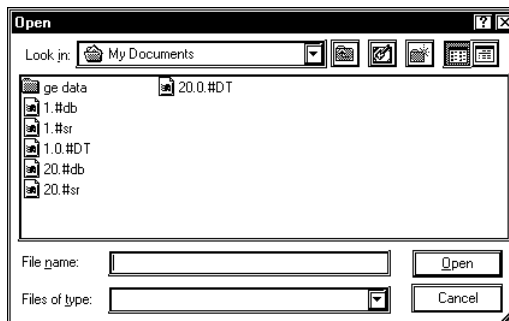 Open
Look in: My Documents
ge data 20.0.#DT
1.#db
1.#sr
1.0.#DT
20.#db
20.#sr
File name: Open
Files of type: Cancel